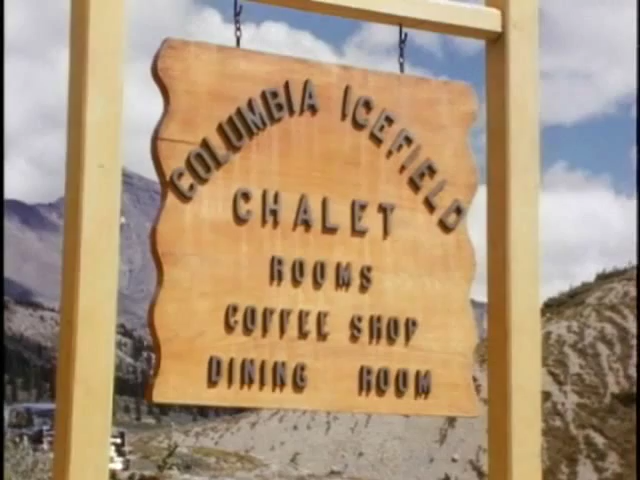 COLUMBIA ICEFIELD
CHALET
ROOMS
COFFEE SHOP
DINING ROOM